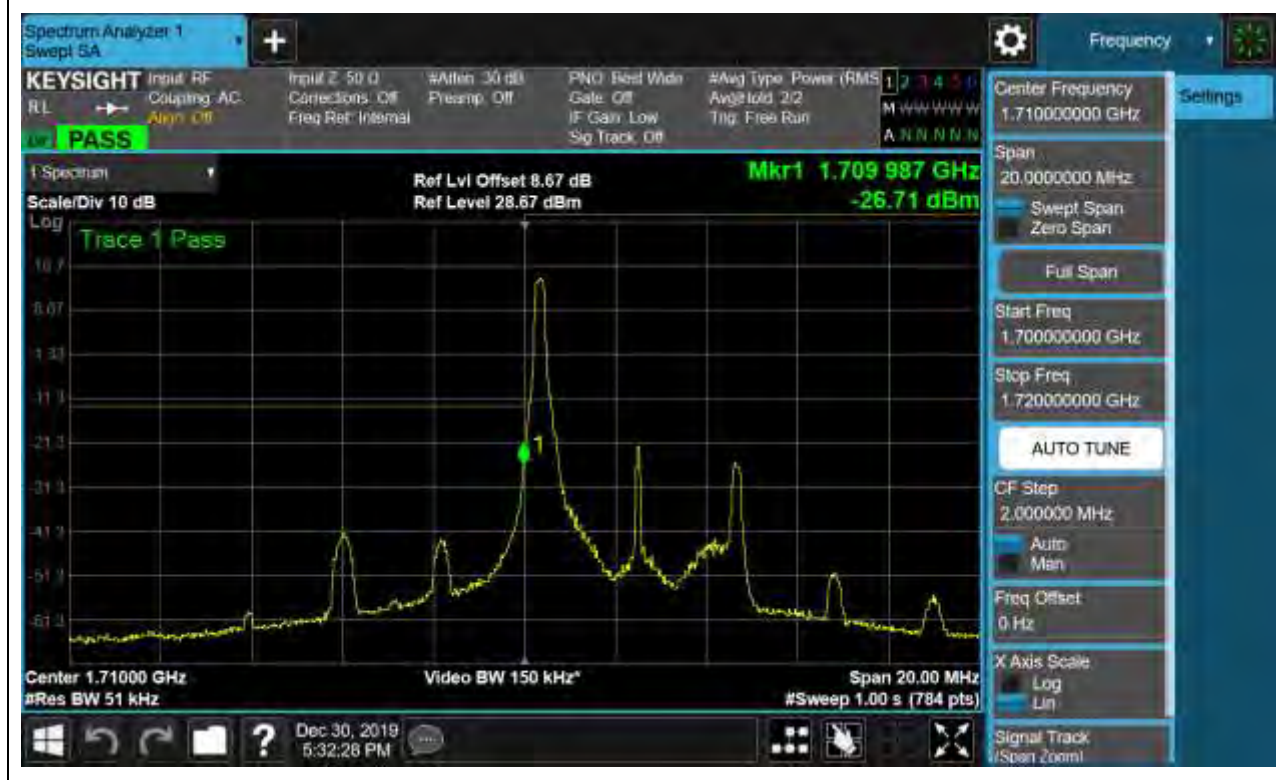 Spectrum Analyzer 1
Swept SA
+
Frequency
KEYSIGHT
RL
Input: RF
Coupling: AC
Align: Off
Input Z: 50 Ω
Corrections: Off
Freq Ref: Internal
#Atten: 30 dB
Preamp: Off
PNO: Best Wide
Gate: Off
IF Gain: Low
Sig Track: Off
#Avg Type: Power (RMS
Avg|Hold: 2/2
Trig: Free Run
1 2 3 4 5 6
M W W W W W
A N N N N N
PASS
1 Spectrum
Scale/Div 10 dB
Ref Lvl Offset 8.67 dB
Ref Level 28.67 dBm
Mkr1 1.709 987 GHz
-26.71 dBm
Log
Trace 1 Pass
18.7
8.67
-1.33
-11.3
-21.3
-31.3
-41.3
-51.3
-61.3
1
Center 1.71000 GHz
#Res BW 51 kHz
Video BW 150 kHz*
Span 20.00 MHz
#Sweep 1.00 s (784 pts)
Center Frequency
1.710000000 GHz
Settings
Span
20.0000000 MHz
Swept Span
Zero Span
Full Span
Start Freq
1.700000000 GHz
Stop Freq
1.720000000 GHz
AUTO TUNE
CF Step
2.000000 MHz
Auto
Man
Freq Offset
0 Hz
X Axis Scale
Log
Lin
Signal Track
(Span Zoom)
?
Dec 30, 2019
5:32:28 PM